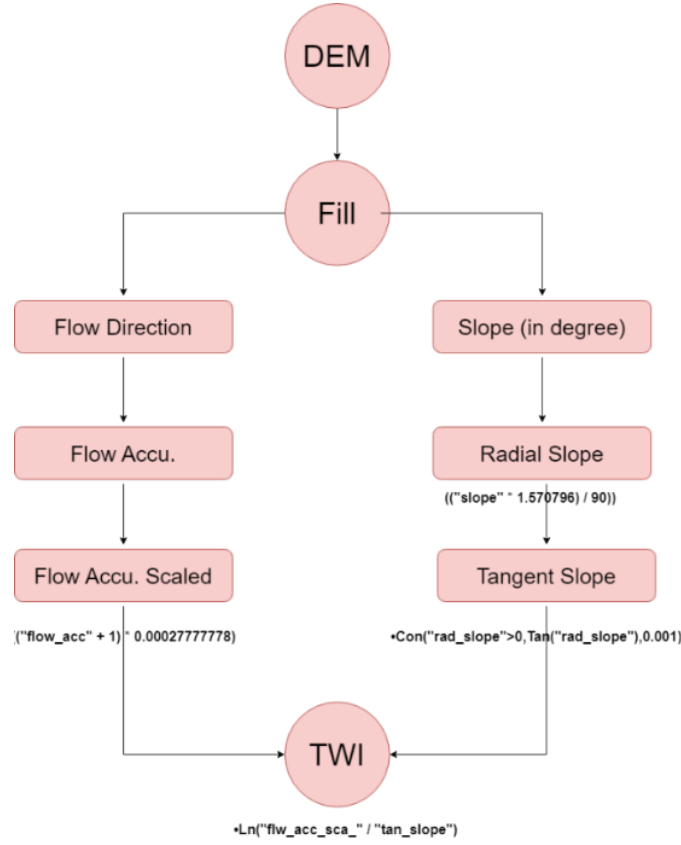 DEM
Fill
Flow Direction
Slope (in degree)
Flow Accu.
Radial Slope
(("slope" * 1.570796) / 90))
Flow Accu. Scaled
Tangent Slope
(("flow_acc" + 1) * 0.00027777778)
•Con("rad_slope">0,Tan("rad_slope"),0.001)
TWI
•Ln("flw_acc_sca_" / "tan_slope")